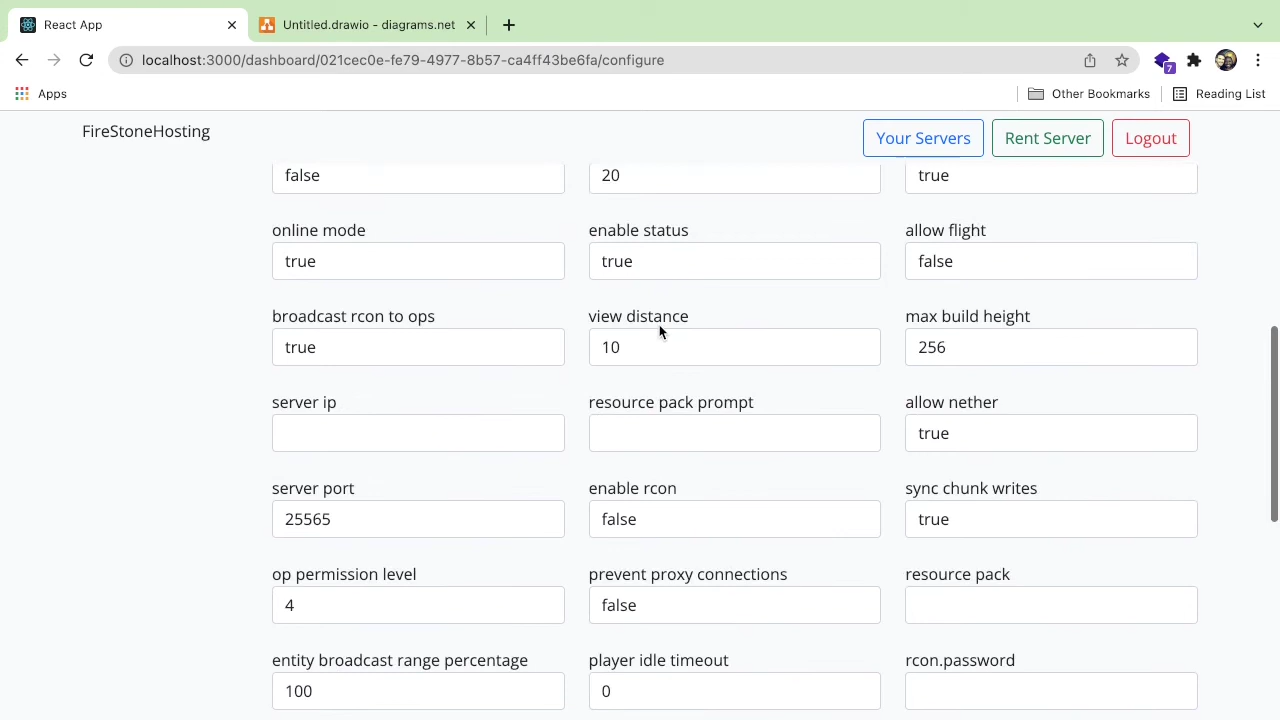 React App
Untitled.drawio - diagrams.net
localhost:3000/dashboard/021cec0e-fe79-4977-8b57-ca4ff43be6fa/configure
7
Apps
Other Bookmarks
Reading List
FireStoneHosting
Your Servers
Rent Server
Logout
false
20
true
online mode
enable status
allow flight
true
true
false
broadcast rcon to ops
view distance
max build height
true
10
256
server ip
resource pack prompt
allow nether
true
server port
enable rcon
sync chunk writes
25565
false
true
op permission level
prevent proxy connections
resource pack
4
false
entity broadcast range percentage
player idle timeout
rcon.password
100
0